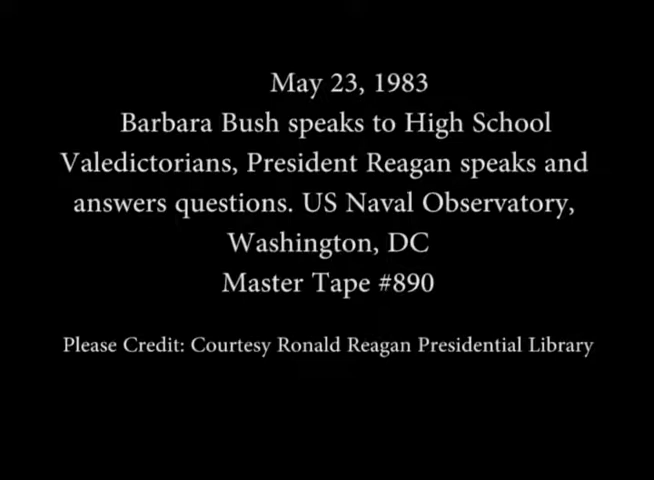 May 23, 1983
Barbara Bush speaks to High School
Valedictorians, President Reagan speaks and
answers questions. US Naval Observatory,
Washington, DC
Master Tape #890
Please Credit: Courtesy Ronald Reagan Presidential Library